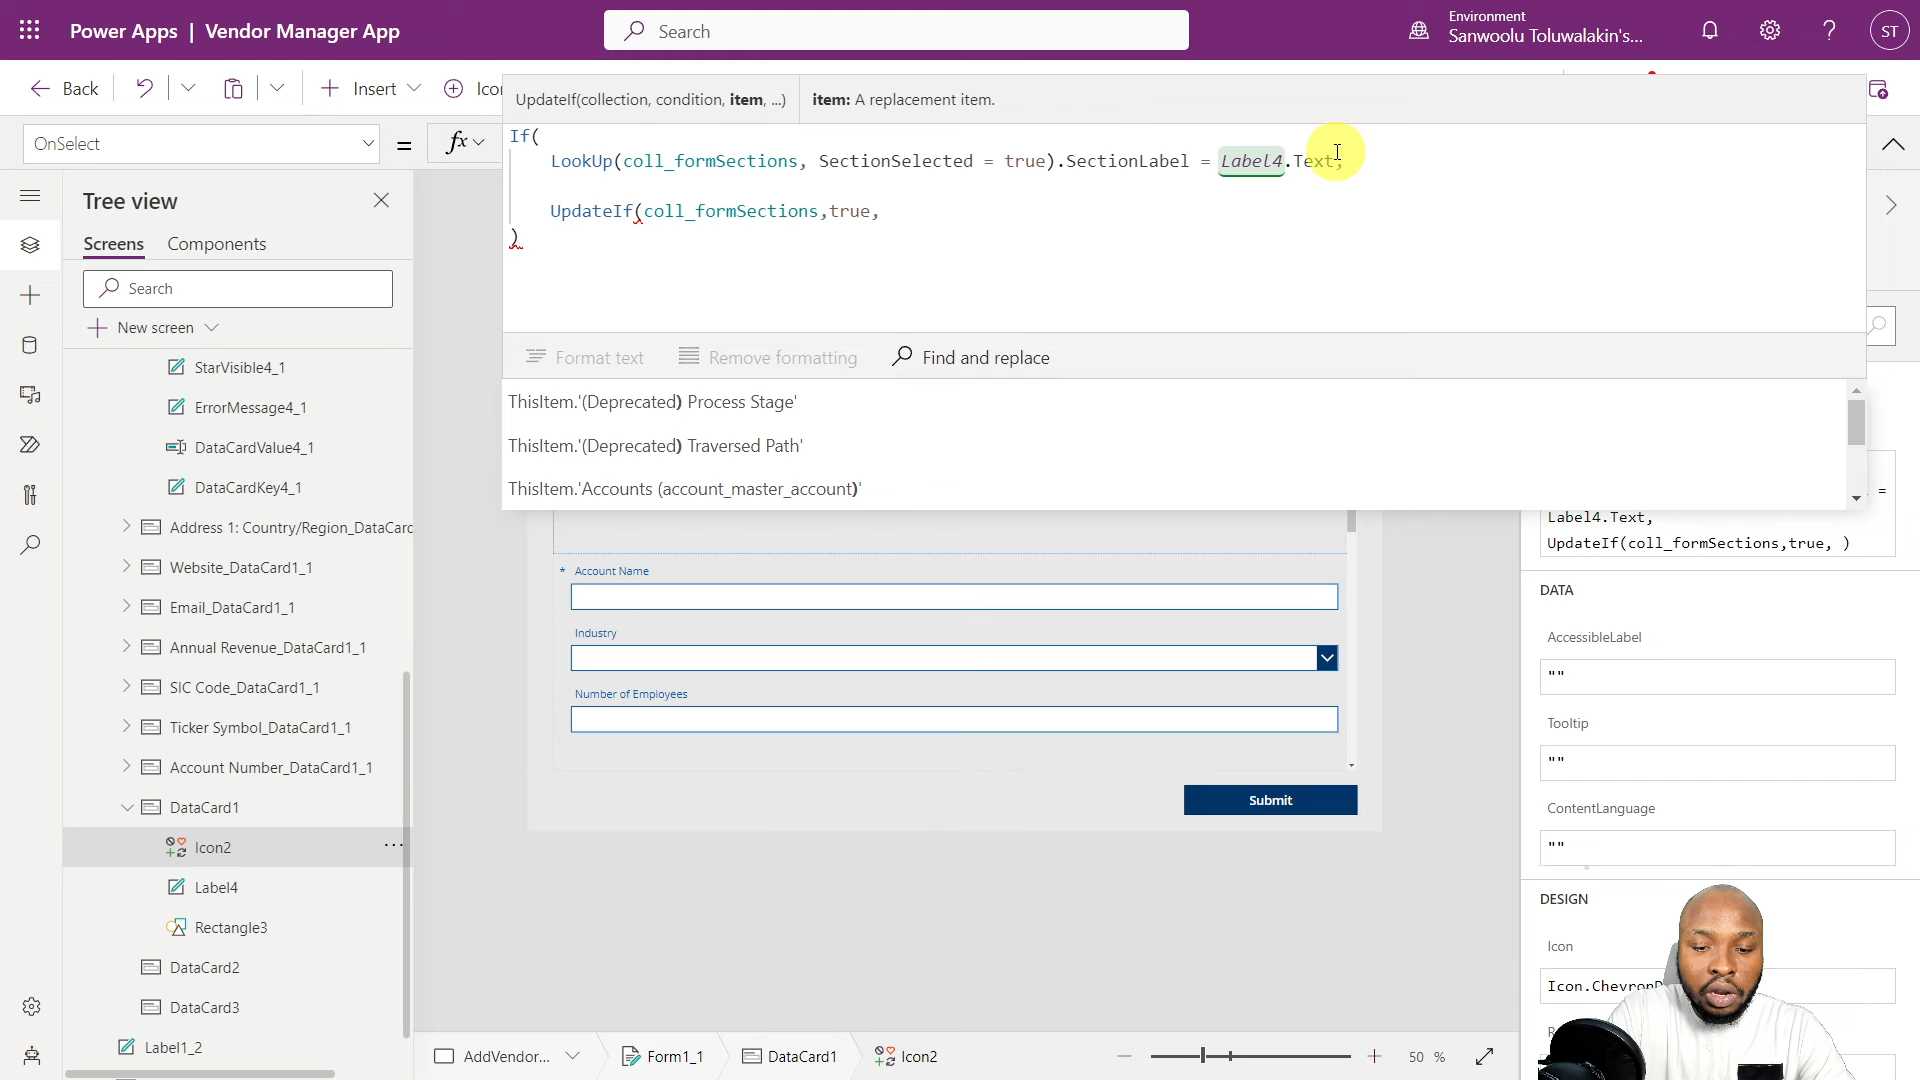 Power Apps | Vendor Manager App
Search
Environment
Sanwoolu Toluwalakin's...
ST
Back
Insert
UpdateIf(collection, condition, item, ...)
item: A replacement item.
OnSelect
=
fx
If(
LookUp(coll_formSections, SectionSelected = true).SectionLabel = Label4.Text,
UpdateIf(coll_formSections,true,
)
Format text
Remove formatting
Find and replace
ThisItem.'(Deprecated) Process Stage'
ThisItem.'(Deprecated) Traversed Path'
ThisItem.'Accounts (account_master_account)'
Tree view
Screens
Components
Search
New screen
StarVisible4_1
ErrorMessage4_1
DataCardValue4_1
DataCardKey4_1
Address 1: Country/Region_DataCard
Website_DataCard1_1
Email_DataCard1_1
Annual Revenue_DataCard1_1
SIC Code_DataCard1_1
Ticker Symbol_DataCard1_1
Account Number_DataCard1_1
DataCard1
Icon2
Label4
Rectangle3
DataCard2
DataCard3
Label1_2
* Account Name
Industry
Number of Employees
Submit
=
Label4.Text,
UpdateIf(coll_formSections,true, )
DATA
AccessibleLabel
""
Tooltip
""
ContentLanguage
""
DESIGN
Icon
AddVendor...
Form1_1
DataCard1
Icon2
50 %